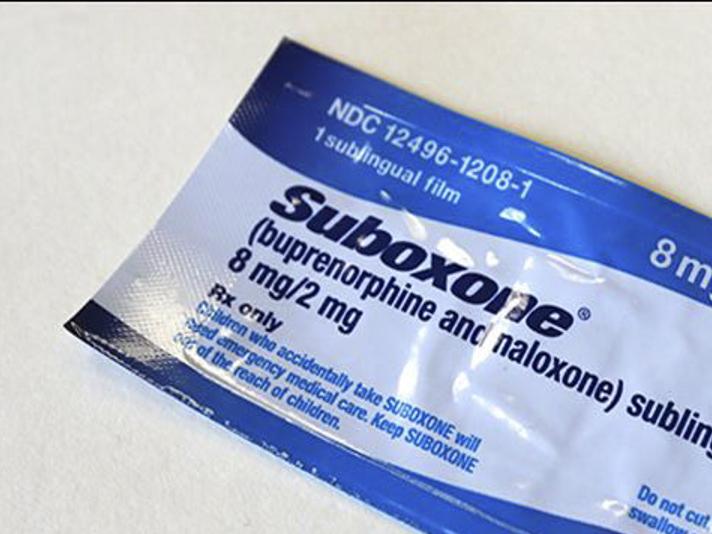 NDC 12496-1208-1
1 sublingual film
8 m
Suboxone®
(buprenorphine and naloxone) subling
8 mg/2 mg
Rx only
Children who accidentally take SUBOXONE will
need emergency medical care. Keep SUBOXONE
out of the reach of children.
Do not cut,
swallow